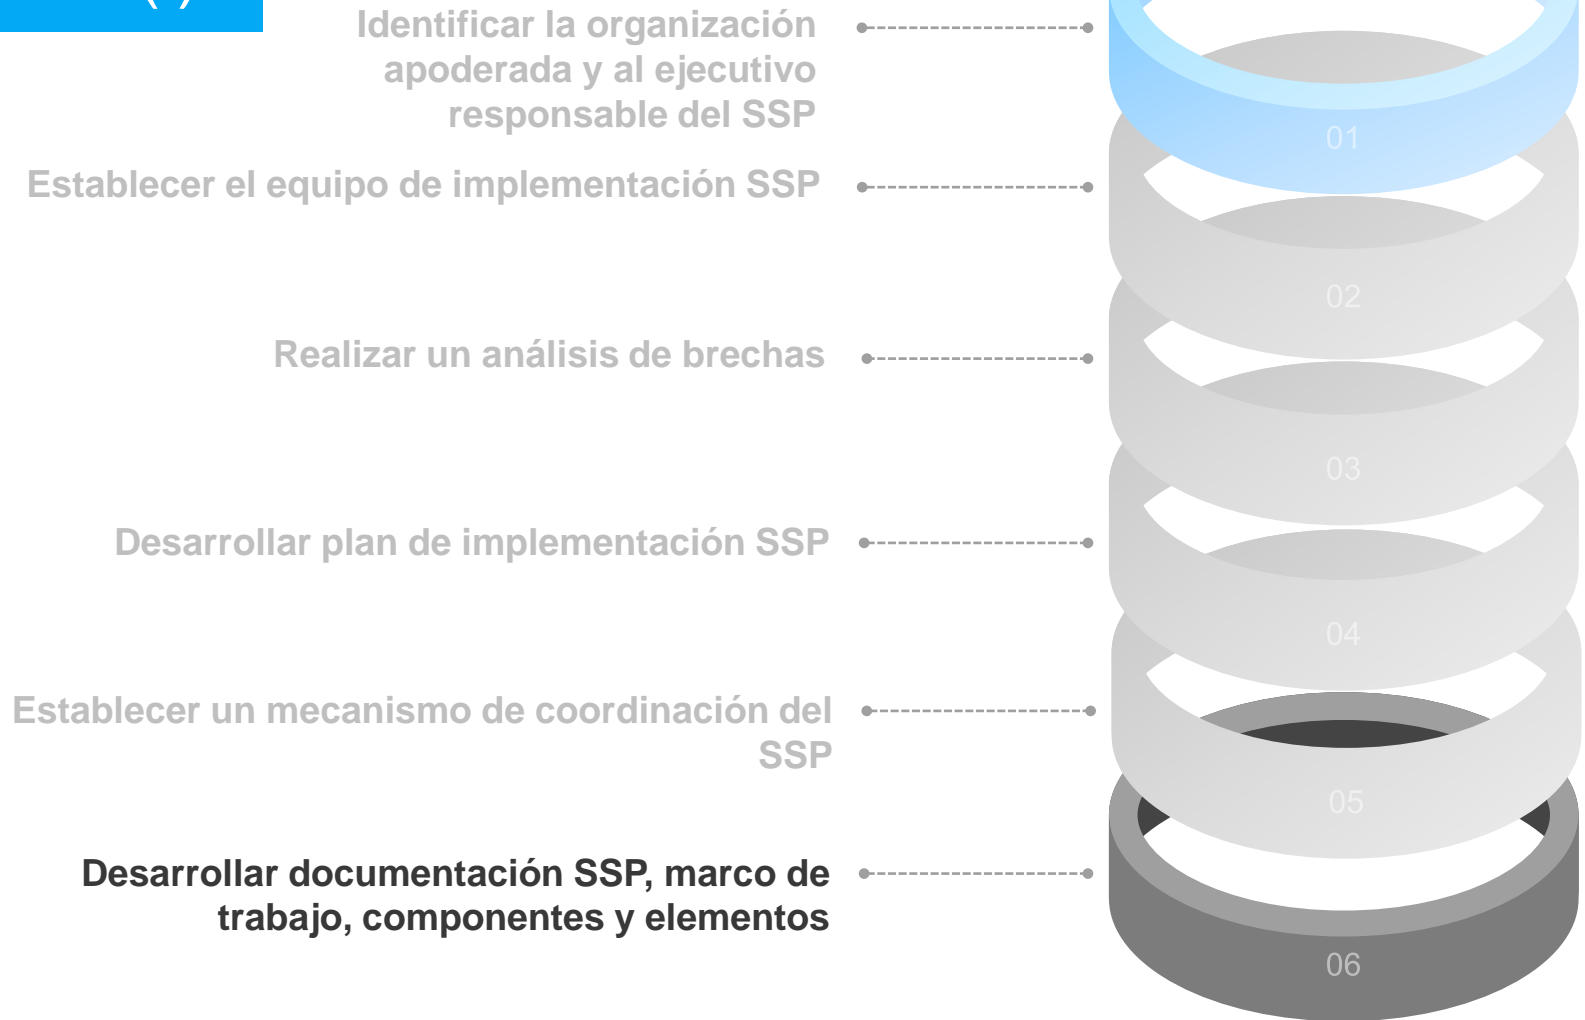 Identificar la organización
apoderada y al ejecutivo
responsable del SSP
01
Establecer el equipo de implementación SSP
02
Realizar un análisis de brechas
03
Desarrollar plan de implementación SSP
04
Establecer un mecanismo de coordinación del
SSP
05
Desarrollar documentación SSP, marco de
trabajo, componentes y elementos
06